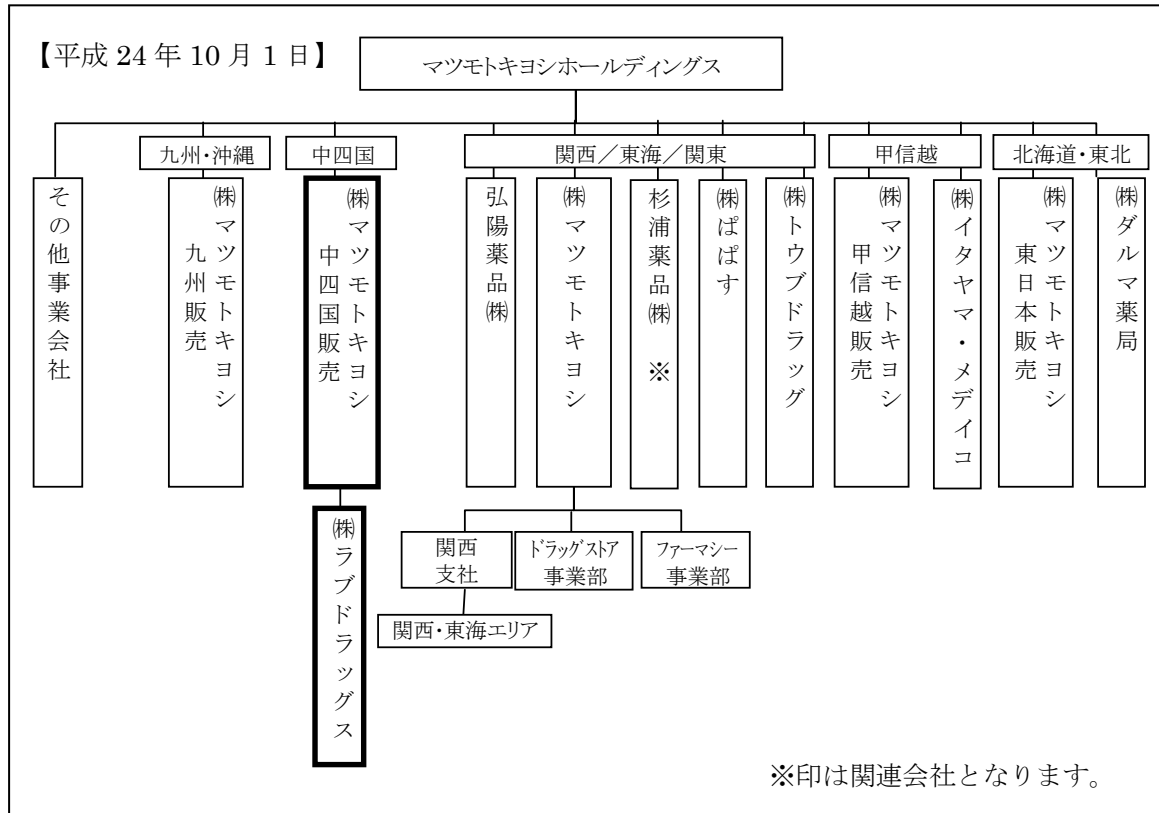 【平成 24 年 10 月 1 日】
マツモトキヨシホールディングス
九州・沖縄
中四国
関西／東海／関東
甲信越
北海道・東北
その他事業会社
㈱マツモトキヨシ
九州販売
㈱マツモトキヨシ
中四国販売
弘陽薬品㈱
㈱マツモトキヨシ
杉浦薬品㈱ ※
㈱ぱぱす
㈱トウブドラッグ
㈱マツモトキヨシ
甲信越販売
㈱イタヤマ・メデイコ
㈱マツモトキヨシ
東日本販売
㈱ダルマ薬局
㈱ラブドラッグス
関西
支社
ドラッグストア
事業部
ファーマシー
事業部
関西・東海エリア
※印は関連会社となります。